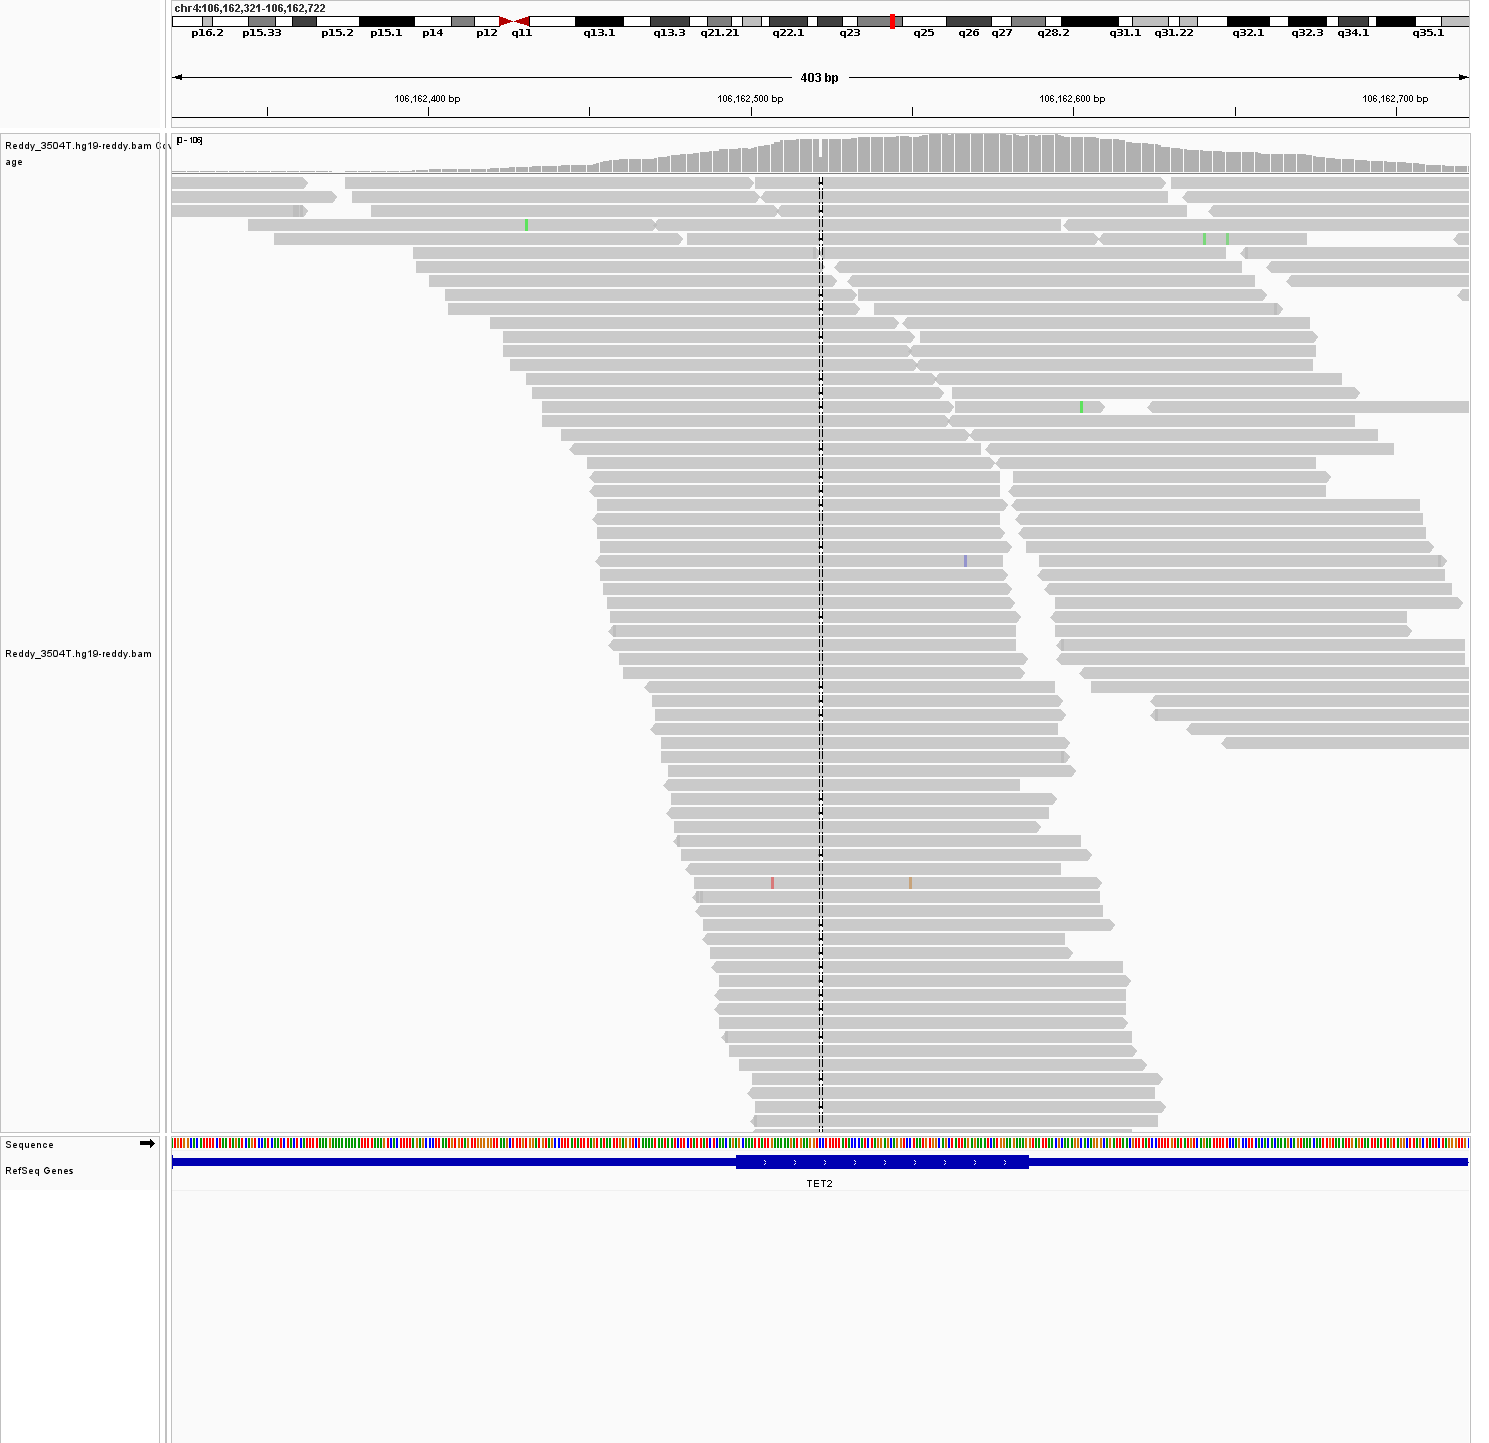 chr4:106,162,321-106,162,722
p16.2 p15.33 p15.2 p15.1 p14 p12 q11 q13.1 q13.3 q21.21 q22.1 q23 q25 q26 q27 q28.2 q31.1 q31.22 q32.1 q32.3 q34.1 q35.1
403 bp
106,162,400 bp 106,162,500 bp 106,162,600 bp 106,162,700 bp
Reddy_3504T.hg19-reddy.bam Cov
age
[0 - 106]
Reddy_3504T.hg19-reddy.bam
Sequence
RefSeq Genes
TET2